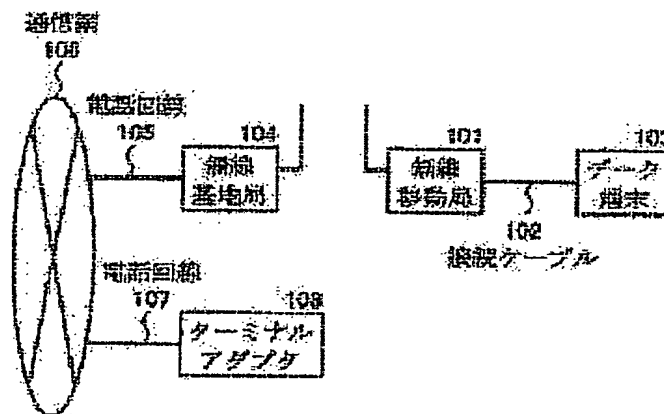 通信網
106
電話回線
105
104
無線
基地局
101
無線
移動局
103
データ
端末
102
接続ケーブル
電話回線
107
108
ターミナル
アダプタ